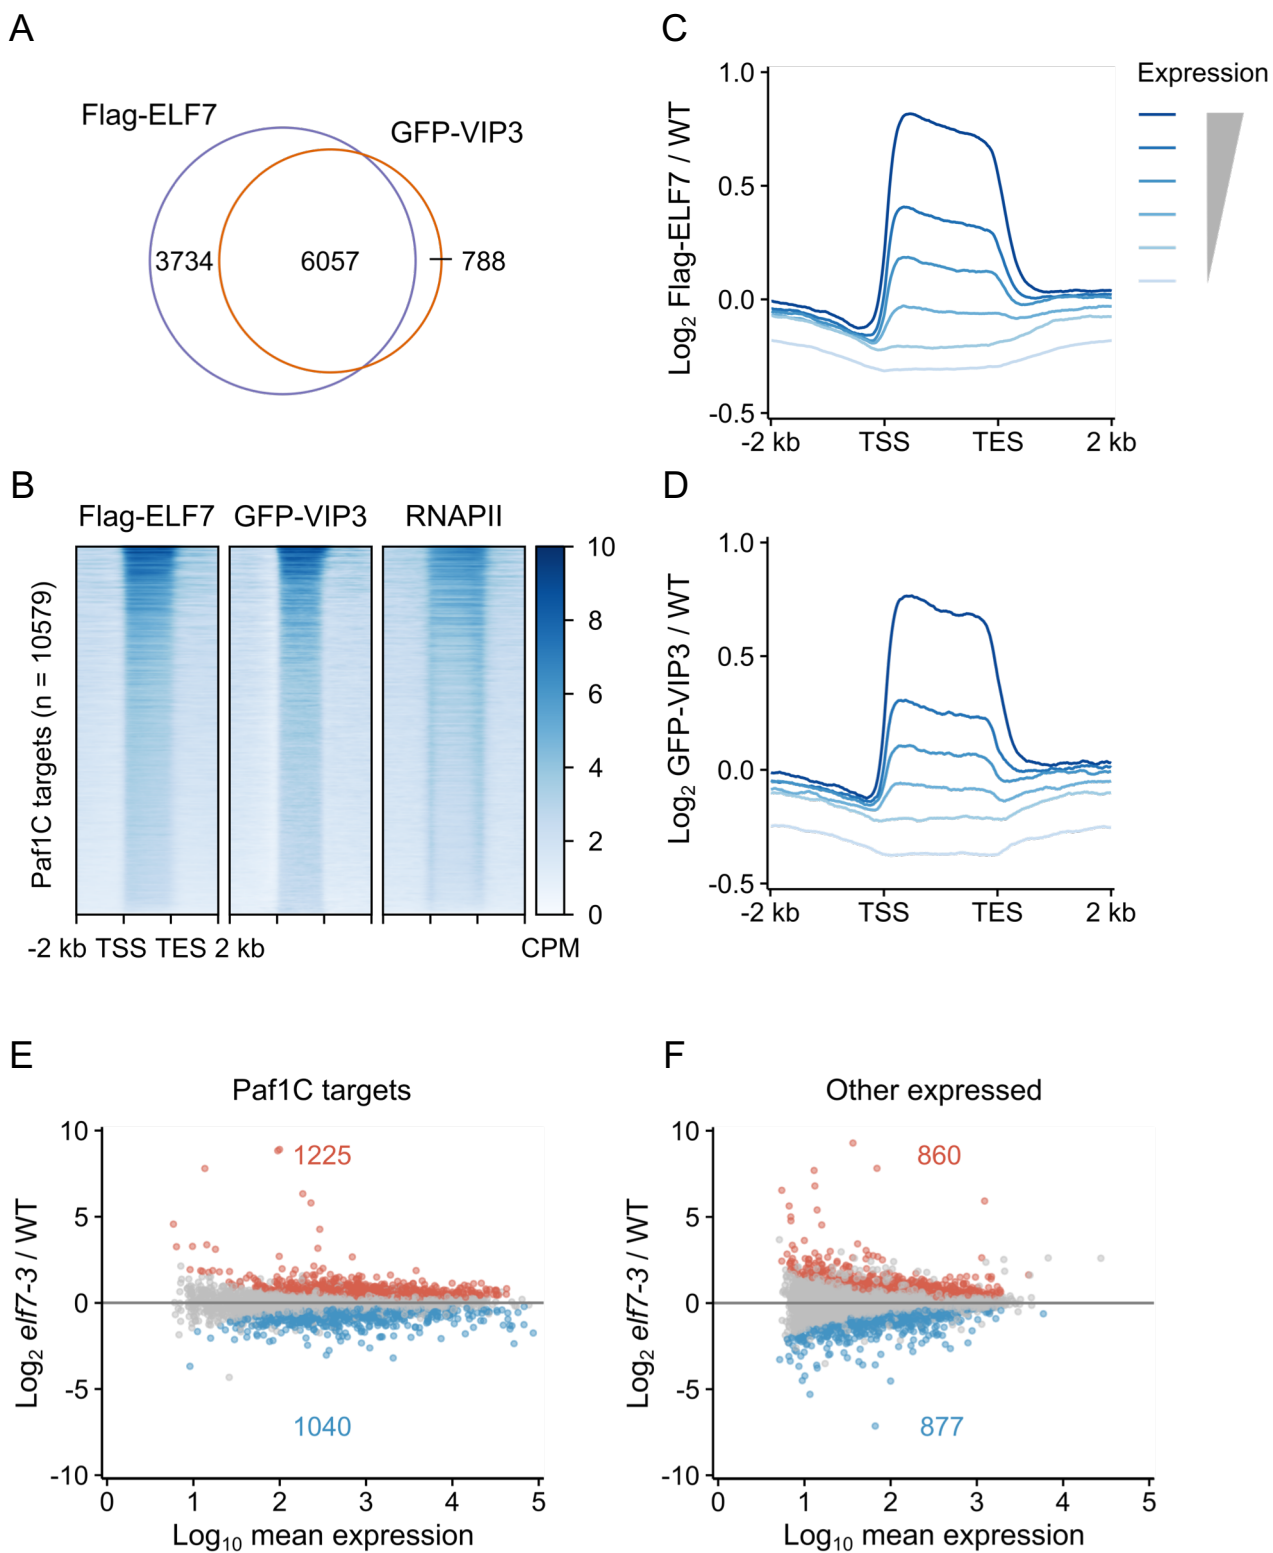 A
Flag-ELF7
GFP-VIP3
3734
6057
788
B
Flag-ELF7 GFP-VIP3 RNAPII
Paf1C targets (n = 10579)
10
8
6
4
2
0
-2 kb TSS TES 2 kb
CPM
C
Expression
Log₂ Flag-ELF7 / WT
1.0
0.5
0.0
-0.5
-2 kb TSS TES 2 kb
D
Log₂ GFP-VIP3 / WT
1.0
0.5
0.0
-0.5
-2 kb TSS TES 2 kb
E
Paf1C targets
Log₂ elf7-3 / WT
10
5
0
-5
-10
1225
1040
0 1 2 3 4 5
Log₁₀ mean expression
F
Other expressed
Log₂ elf7-3 / WT
10
5
0
-5
-10
860
877
0 1 2 3 4 5
Log₁₀ mean expression